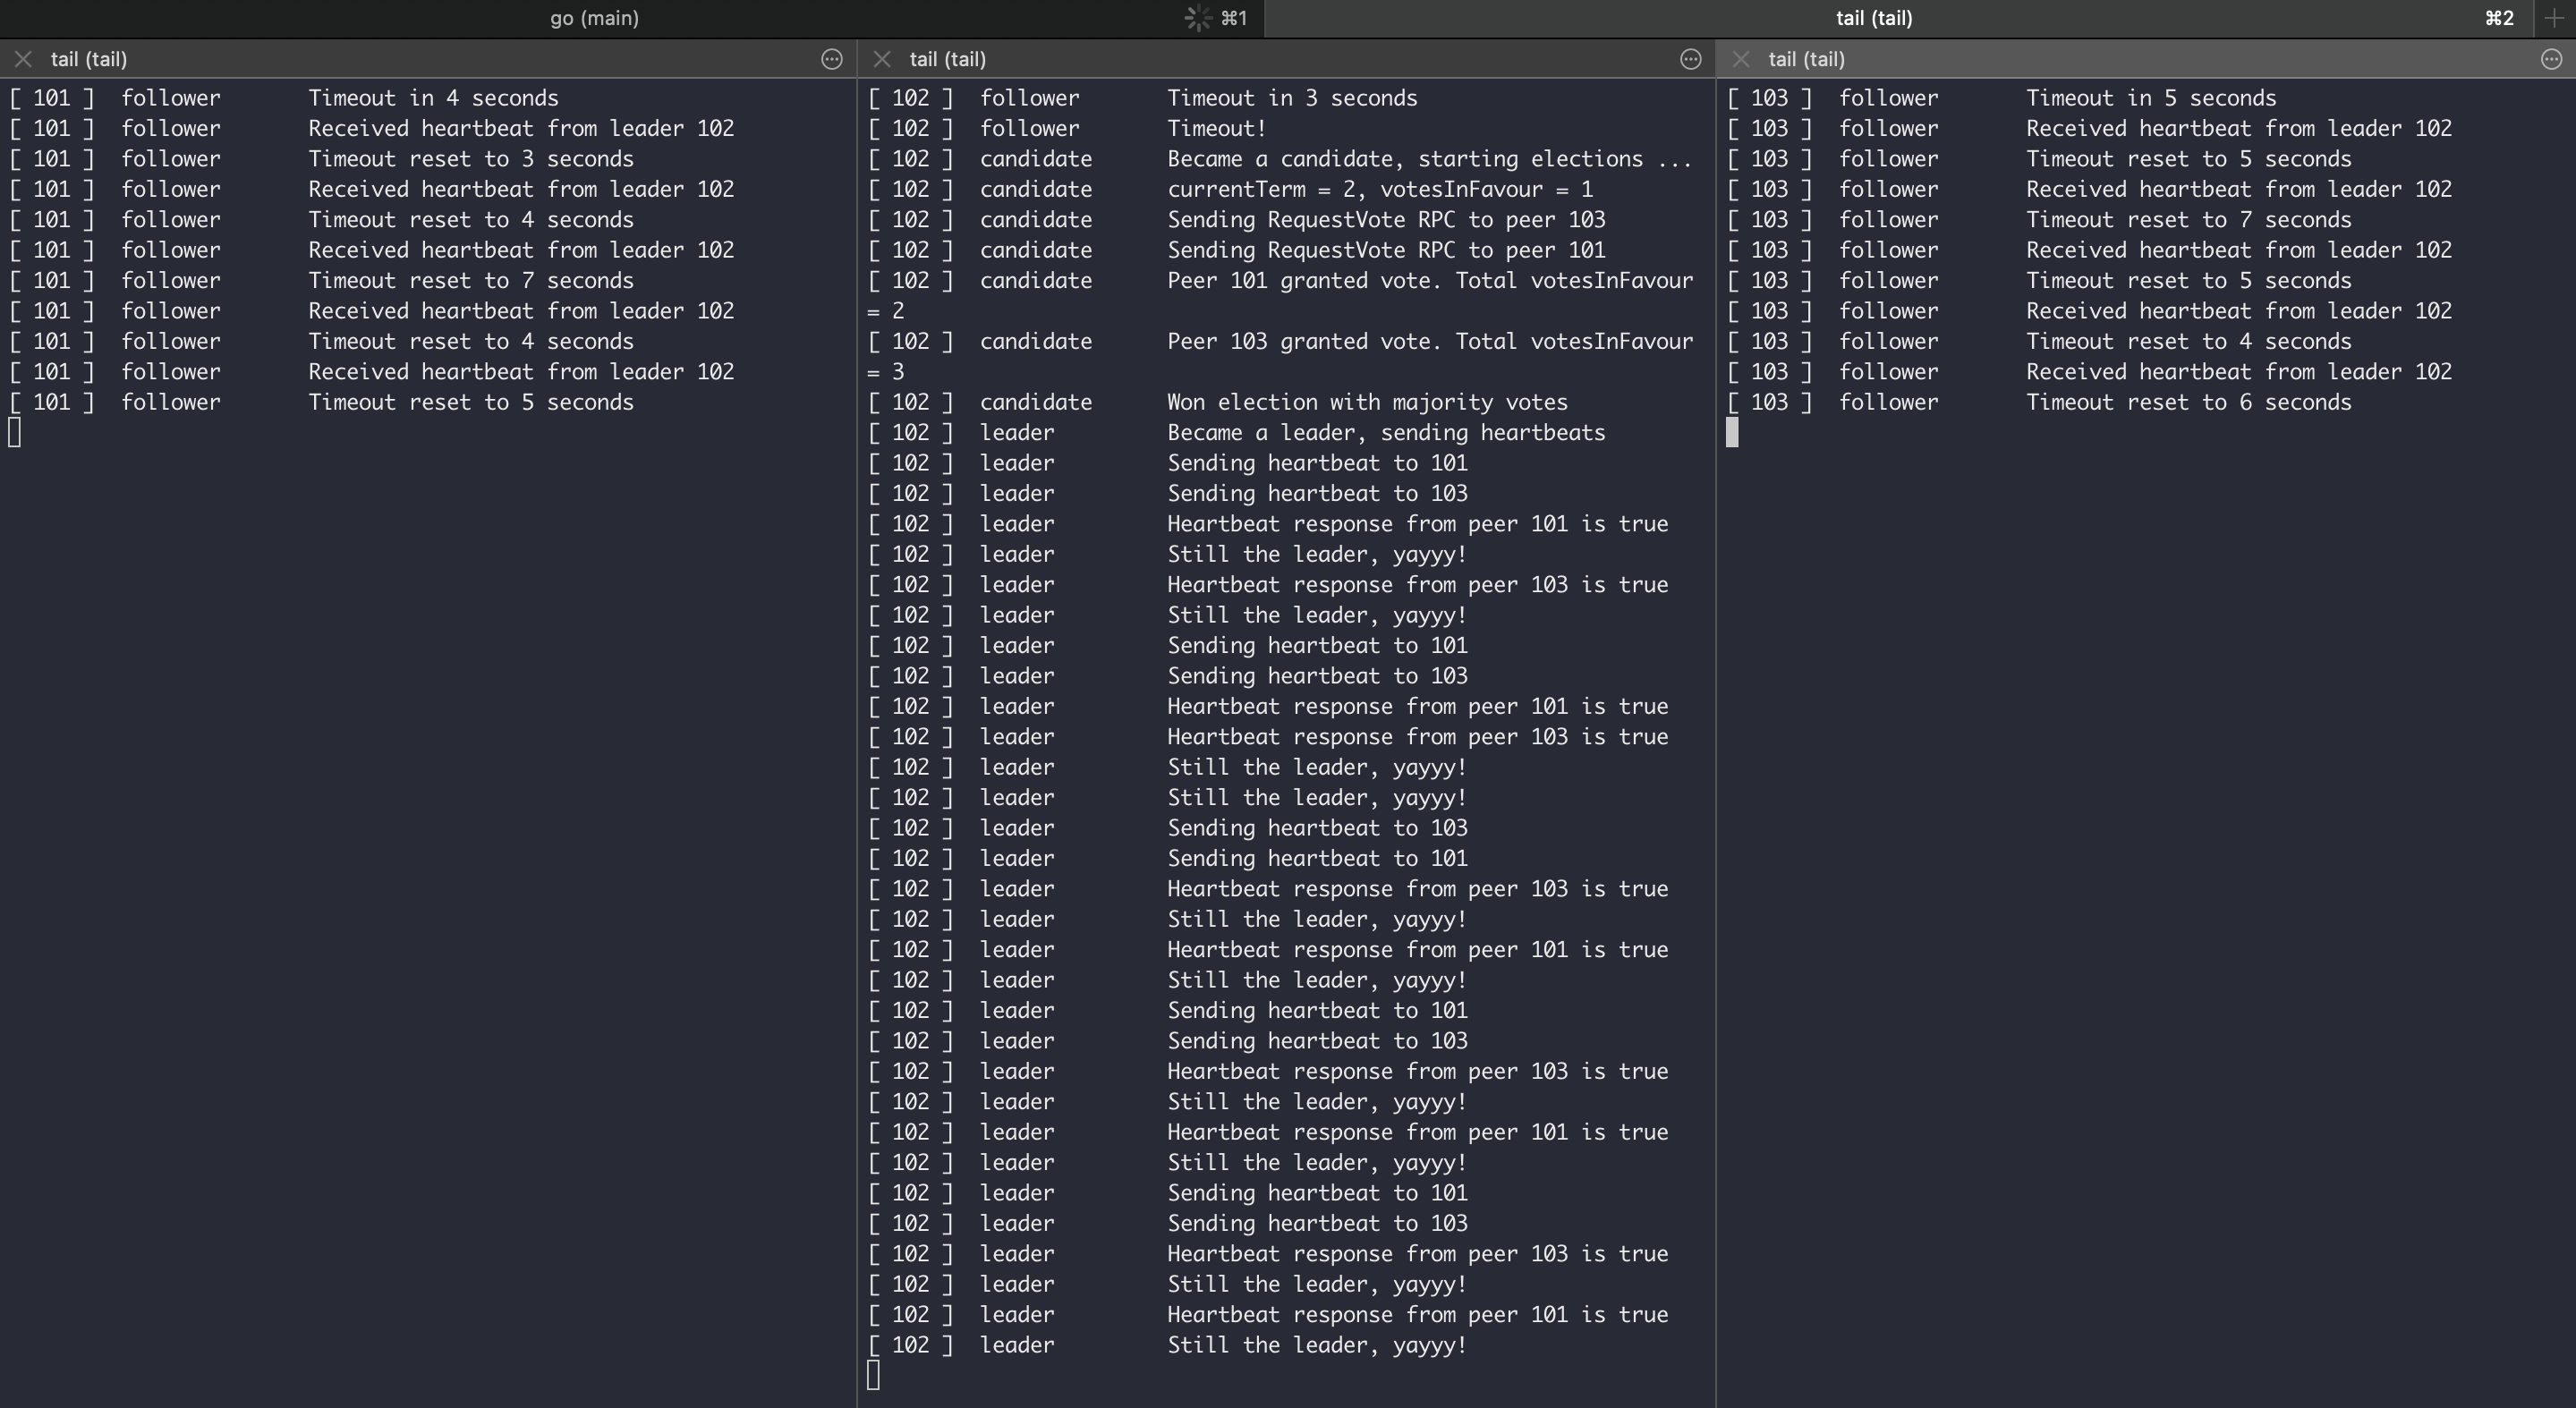 go (main) ⌘1 tail (tail) ⌘2
tail (tail)
[ 101 ] follower Timeout in 4 seconds
[ 101 ] follower Received heartbeat from leader 102
[ 101 ] follower Timeout reset to 3 seconds
[ 101 ] follower Received heartbeat from leader 102
[ 101 ] follower Timeout reset to 4 seconds
[ 101 ] follower Received heartbeat from leader 102
[ 101 ] follower Timeout reset to 7 seconds
[ 101 ] follower Received heartbeat from leader 102
[ 101 ] follower Timeout reset to 4 seconds
[ 101 ] follower Received heartbeat from leader 102
[ 101 ] follower Timeout reset to 5 seconds
tail (tail)
[ 102 ] follower Timeout in 3 seconds
[ 102 ] follower Timeout!
[ 102 ] candidate Became a candidate, starting elections ...
[ 102 ] candidate currentTerm = 2, votesInFavour = 1
[ 102 ] candidate Sending RequestVote RPC to peer 103
[ 102 ] candidate Sending RequestVote RPC to peer 101
[ 102 ] candidate Peer 101 granted vote. Total votesInFavour
= 2
[ 102 ] candidate Peer 103 granted vote. Total votesInFavour
= 3
[ 102 ] candidate Won election with majority votes
[ 102 ] leader Became a leader, sending heartbeats
[ 102 ] leader Sending heartbeat to 101
[ 102 ] leader Sending heartbeat to 103
[ 102 ] leader Heartbeat response from peer 101 is true
[ 102 ] leader Still the leader, yayyy!
[ 102 ] leader Heartbeat response from peer 103 is true
[ 102 ] leader Still the leader, yayyy!
[ 102 ] leader Sending heartbeat to 101
[ 102 ] leader Sending heartbeat to 103
[ 102 ] leader Heartbeat response from peer 101 is true
[ 102 ] leader Heartbeat response from peer 103 is true
[ 102 ] leader Still the leader, yayyy!
[ 102 ] leader Still the leader, yayyy!
[ 102 ] leader Sending heartbeat to 103
[ 102 ] leader Sending heartbeat to 101
[ 102 ] leader Heartbeat response from peer 103 is true
[ 102 ] leader Still the leader, yayyy!
[ 102 ] leader Heartbeat response from peer 101 is true
[ 102 ] leader Still the leader, yayyy!
[ 102 ] leader Sending heartbeat to 101
[ 102 ] leader Sending heartbeat to 103
[ 102 ] leader Heartbeat response from peer 103 is true
[ 102 ] leader Still the leader, yayyy!
[ 102 ] leader Heartbeat response from peer 101 is true
[ 102 ] leader Still the leader, yayyy!
[ 102 ] leader Sending heartbeat to 101
[ 102 ] leader Sending heartbeat to 103
[ 102 ] leader Heartbeat response from peer 103 is true
[ 102 ] leader Still the leader, yayyy!
[ 102 ] leader Heartbeat response from peer 101 is true
[ 102 ] leader Still the leader, yayyy!
tail (tail)
[ 103 ] follower Timeout in 5 seconds
[ 103 ] follower Received heartbeat from leader 102
[ 103 ] follower Timeout reset to 5 seconds
[ 103 ] follower Received heartbeat from leader 102
[ 103 ] follower Timeout reset to 7 seconds
[ 103 ] follower Received heartbeat from leader 102
[ 103 ] follower Timeout reset to 5 seconds
[ 103 ] follower Received heartbeat from leader 102
[ 103 ] follower Timeout reset to 4 seconds
[ 103 ] follower Received heartbeat from leader 102
[ 103 ] follower Timeout reset to 6 seconds